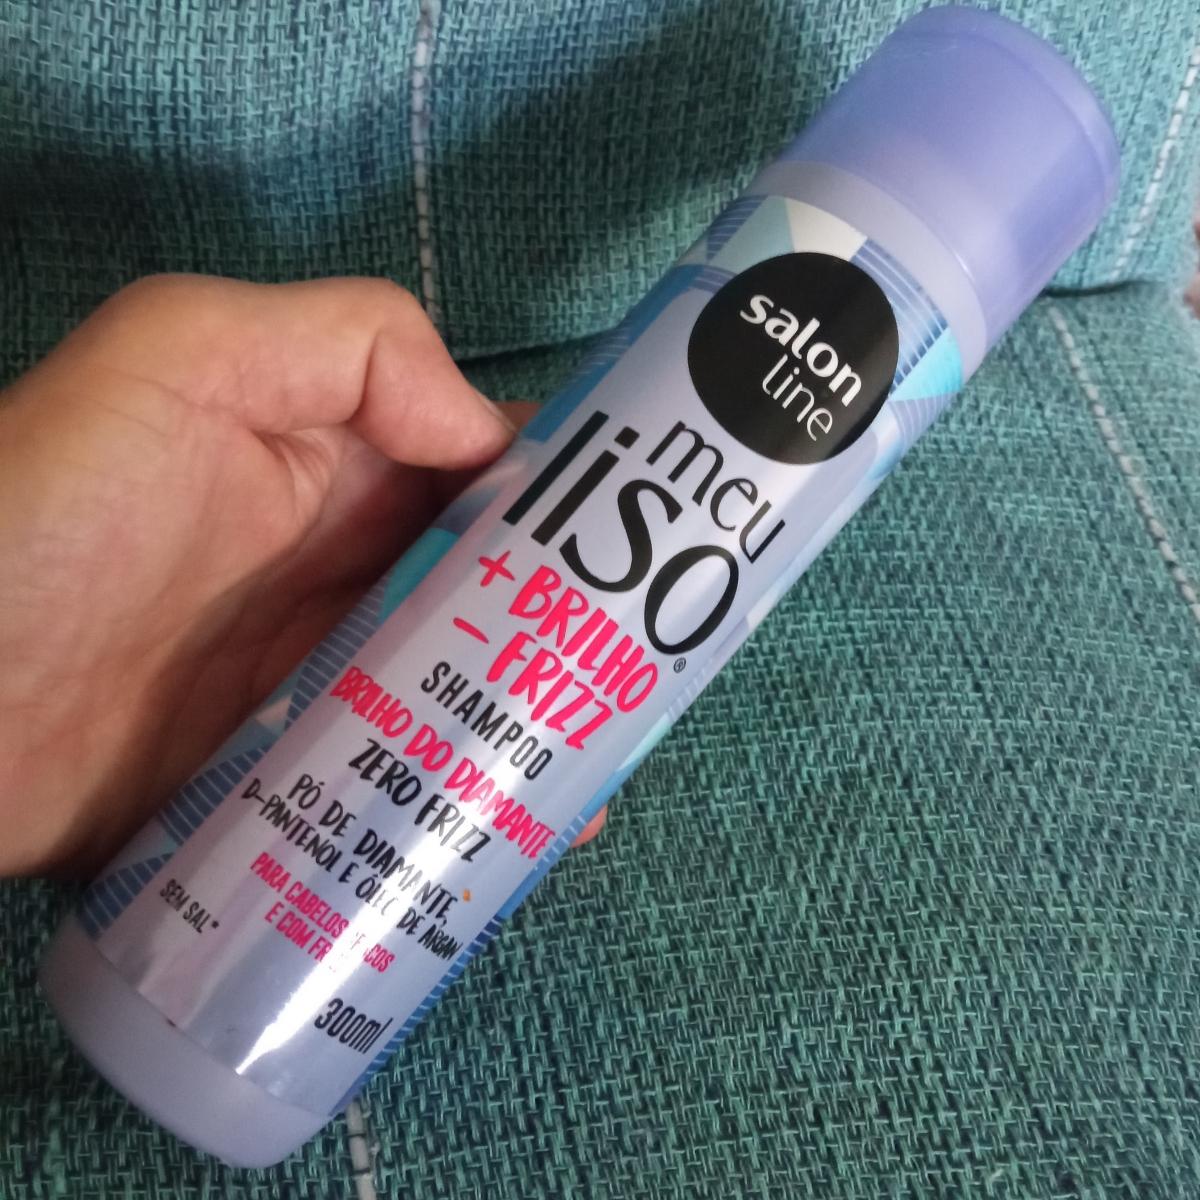 salon
line
meu
liso®
+ BRILHO
- FRIZZ
SHAMPOO
BRILHO DO DIAMANTE
ZERO FRIZZ
PÓ DE DIAMANTE,
D-PANTENOL E ÓLEO DE ARGAN
PARA CABELOS
E COM
SEM SAL*
300ml